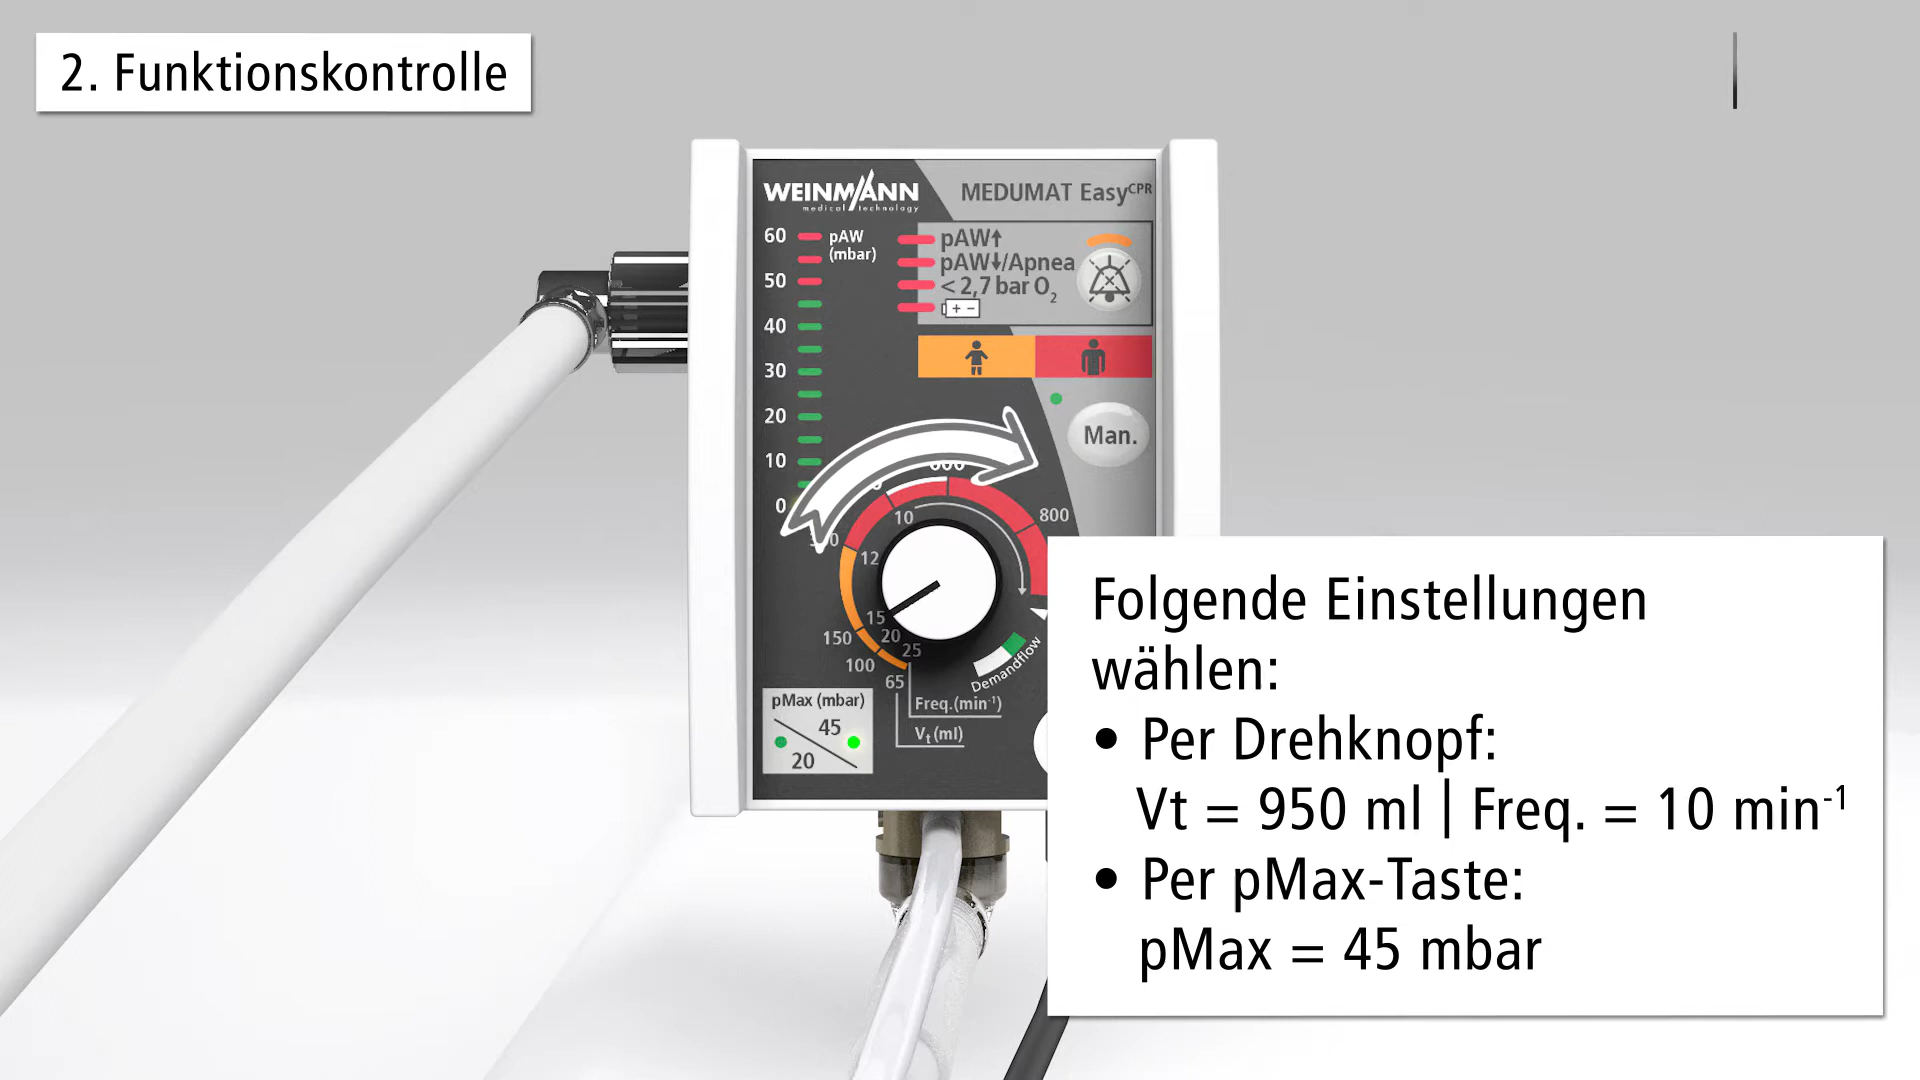 2. Funktionskontrolle
WEINMANN
medical technology
MEDUMAT Easy CPR
60
pAW
(mbar)
50
40
30
20
10
0
pAW↑
pAW↓/Apnea
< 2,7 bar O₂
+ −
Man.
800
10
12
15
20
25
150
100
65
Demandflow
Freq.(min⁻¹)
Vt (ml)
pMax (mbar)
45
20
Folgende Einstellungen
wählen:
• Per Drehknopf:
Vt = 950 ml | Freq. = 10 min⁻¹
• Per pMax-Taste:
pMax = 45 mbar